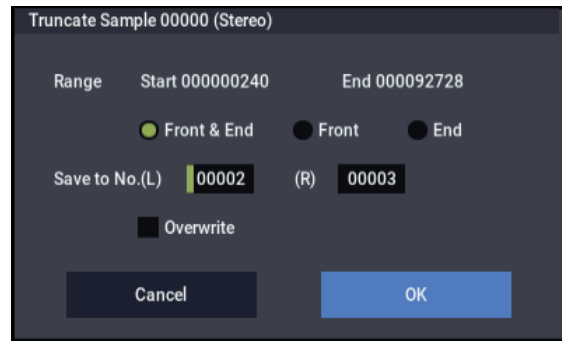 Truncate Sample 00000 (Stereo)
Range Start 000000240 End 000092728
Front & End Front End
Save to No.(L) 00002 (R) 00003
Overwrite
Cancel OK